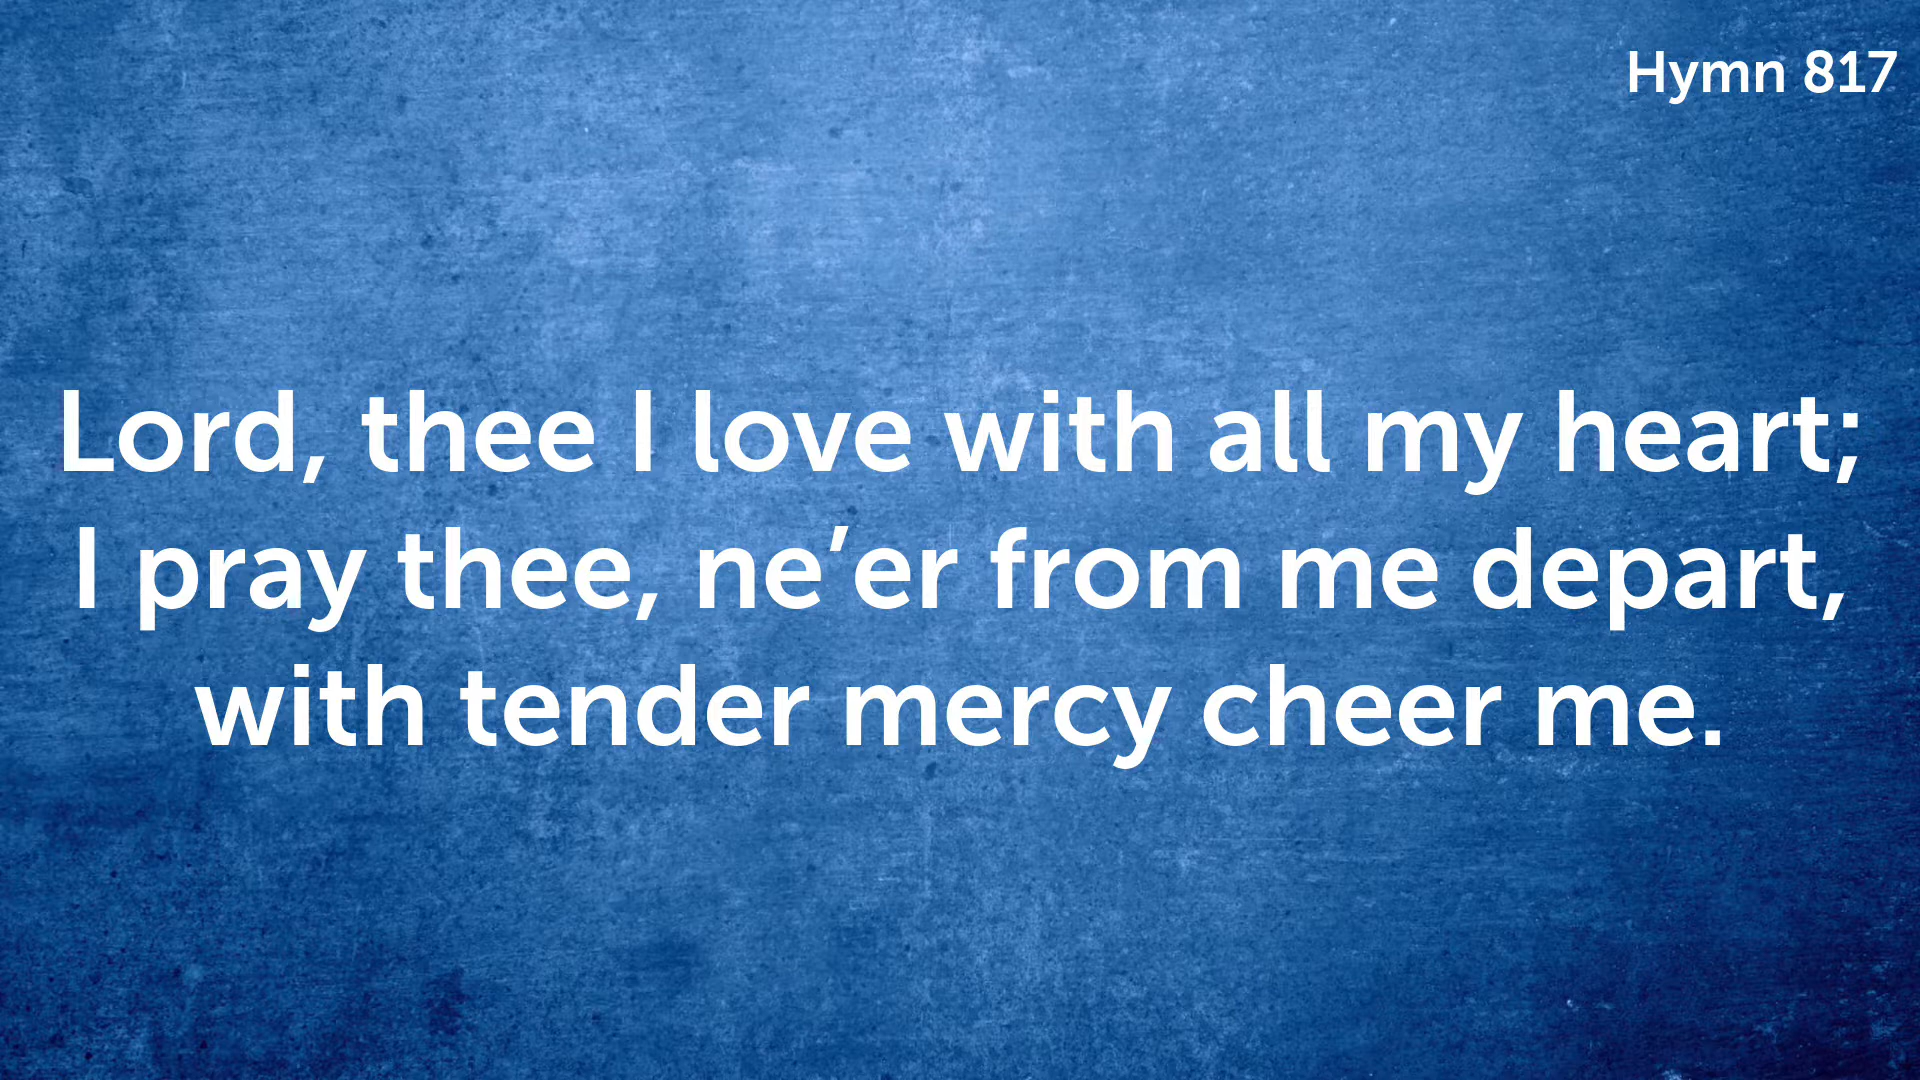 Hymn 817
Lord, thee I love with all my heart;
I pray thee, ne’er from me depart,
with tender mercy cheer me.